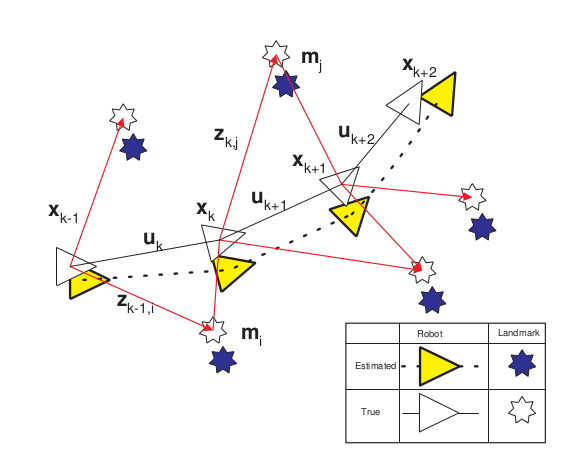 m_j
x_{k+2}
z_{k,j}
u_{k+2}
x_{k+1}
x_{k-1}
x_k
u_{k+1}
u_k
z_{k-1,i}
m_i
Robot
Landmark
Estimated
True